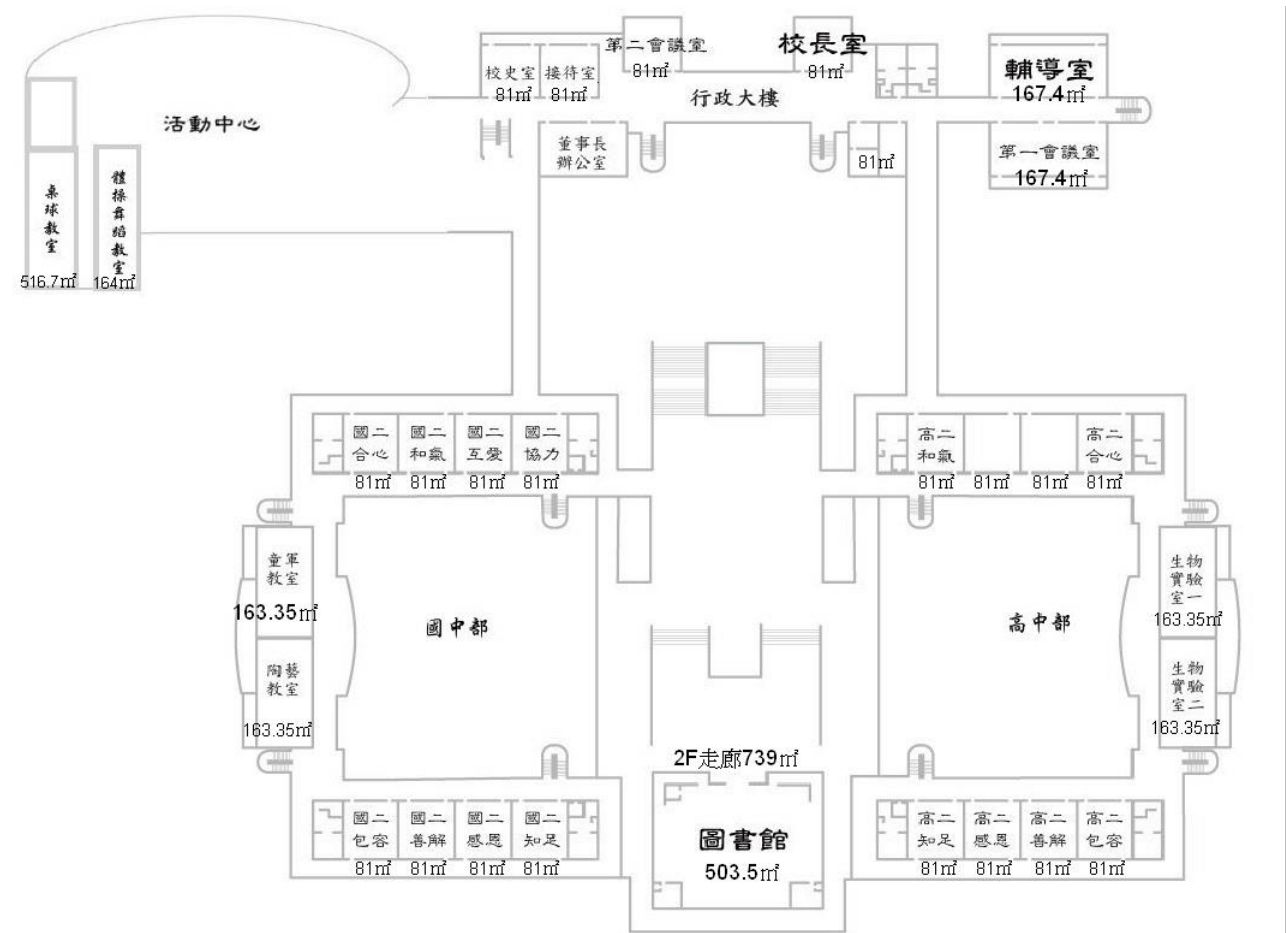 第二會議室
81㎡
校長室
81㎡
校史室
81㎡
接待室
81㎡
行政大樓
輔導室
167.4㎡
活動中心
董事長
辦公室
81㎡
第一會議室
167.4㎡
桌球教室
516.7㎡
體操舞蹈教室
164㎡
國二
合心
81㎡
國二
和氣
81㎡
國二
互愛
81㎡
國二
協力
81㎡
高二
和氣
81㎡
81㎡
81㎡
高二
合心
81㎡
童軍
教室
163.35㎡
陶藝
教室
163.35㎡
國中部
高中部
生物
實驗
室一
163.35㎡
生物
實驗
室二
163.35㎡
2F走廊739㎡
圖書館
503.5㎡
國二
包容
81㎡
國二
善解
81㎡
國二
感恩
81㎡
國二
知足
81㎡
高二
知足
81㎡
高二
感恩
81㎡
高二
善解
81㎡
高二
包容
81㎡